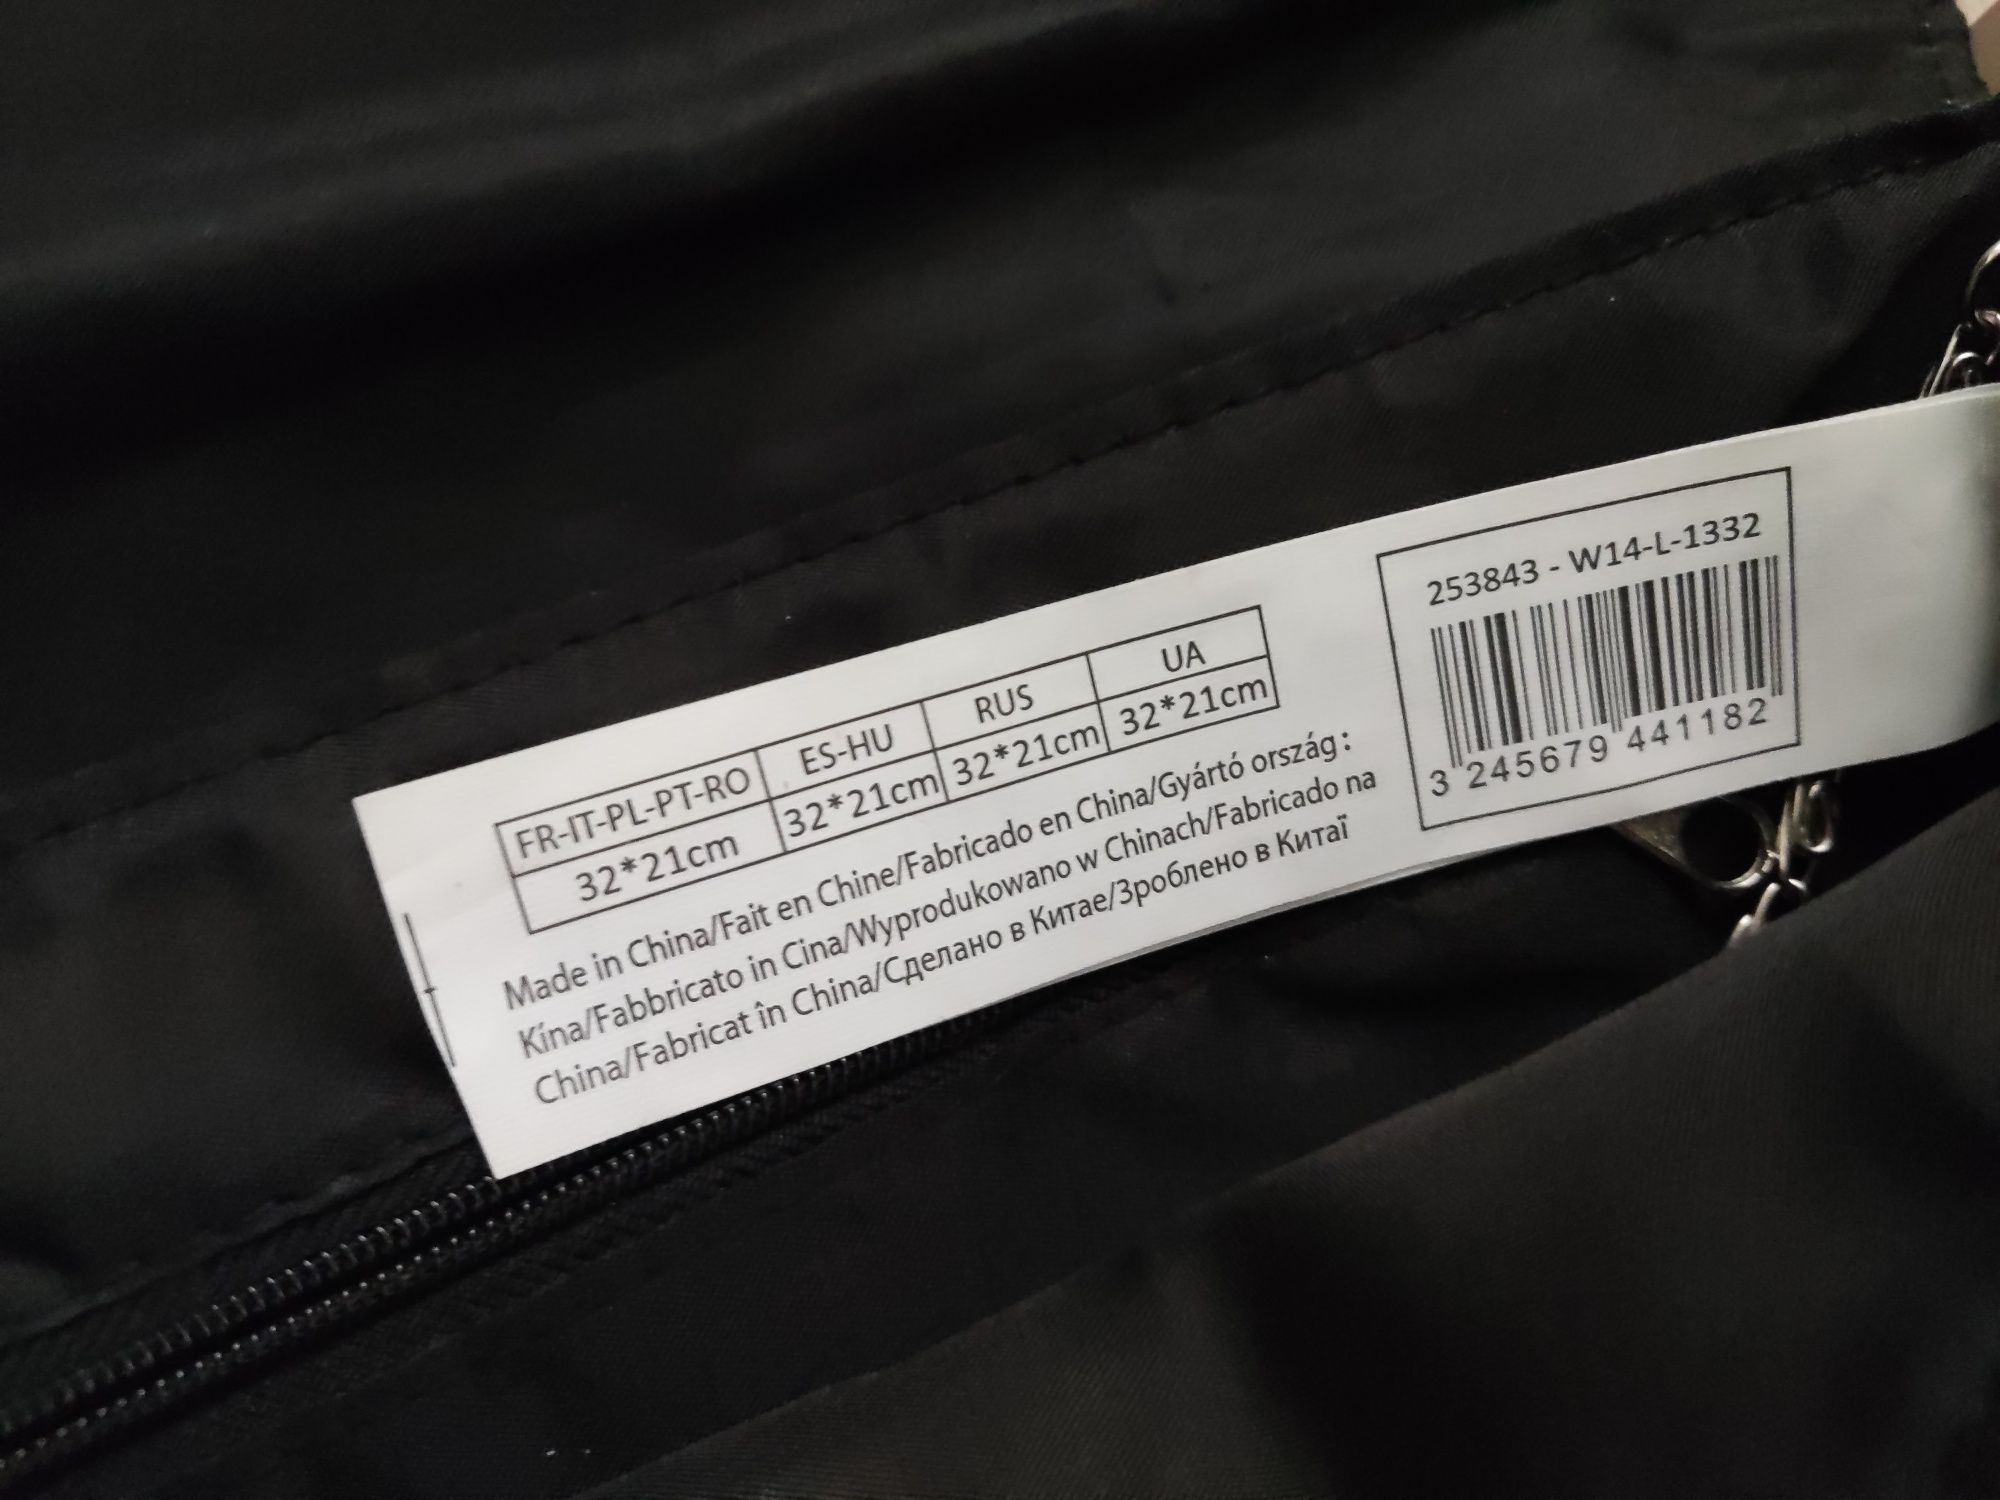 FR-IT-PL-PT-RO ES-HU RUS UA
32*21cm 32*21cm 32*21cm 32*21cm
Made in China/Fait en Chine/Fabricado en China/Gyártó ország:
Kína/Fabbricato in Cina/Wyprodukowano w Chinach/Fabricado na
China/Fabricat în China/Сделано в Китае/Зроблено в Китаї
253843 - W14-L-1332
3 245679 441182